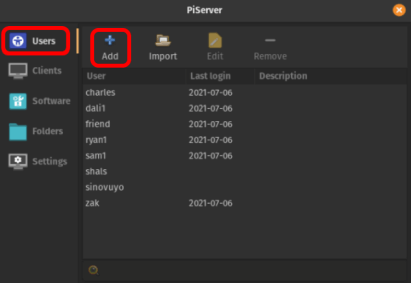 PiServer
Users
Clients
Software
Folders
Settings
Add Import Edit Remove
User Last login Description
charles 2021-07-06
dali1 2021-07-06
friend 2021-07-06
ryan1 2021-07-06
sam1 2021-07-06
shals
sinovuyo
zak 2021-07-06